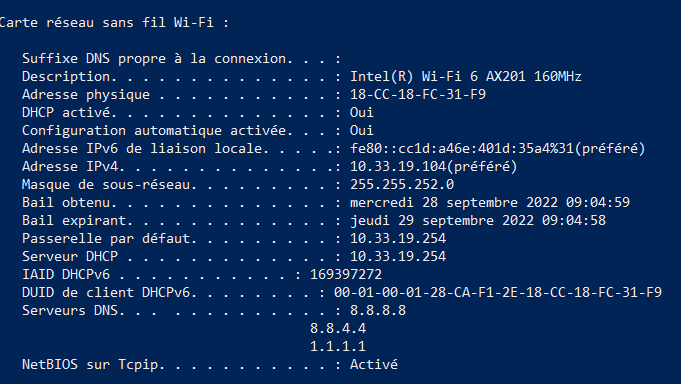 Carte réseau sans fil Wi-Fi :
Suffixe DNS propre à la connexion. . . :
Description. . . . . . . . . . . . . . : Intel(R) Wi-Fi 6 AX201 160MHz
Adresse physique . . . . . . . . . . . : 18-CC-18-FC-31-F9
DHCP activé. . . . . . . . . . . . . . : Oui
Configuration automatique activée. . . : Oui
Adresse IPv6 de liaison locale. . . . .: fe80::cc1d:a46e:401d:35a4%31(préféré)
Adresse IPv4. . . . . . . . . . . . . .: 10.33.19.104(préféré)
Masque de sous-réseau. . . . . . . . . : 255.255.252.0
Bail obtenu. . . . . . . . . . . . . . : mercredi 28 septembre 2022 09:04:59
Bail expirant. . . . . . . . . . . . . : jeudi 29 septembre 2022 09:04:58
Passerelle par défaut. . . . . . . . . : 10.33.19.254
Serveur DHCP . . . . . . . . . . . . . : 10.33.19.254
IAID DHCPv6 . . . . . . . . . . . : 169397272
DUID de client DHCPv6. . . . . . . . : 00-01-00-01-28-CA-F1-2E-18-CC-18-FC-31-F9
Serveurs DNS. . . . . . . . . . . . . : 8.8.8.8
8.8.4.4
1.1.1.1
NetBIOS sur Tcpip. . . . . . . . . . . : Activé